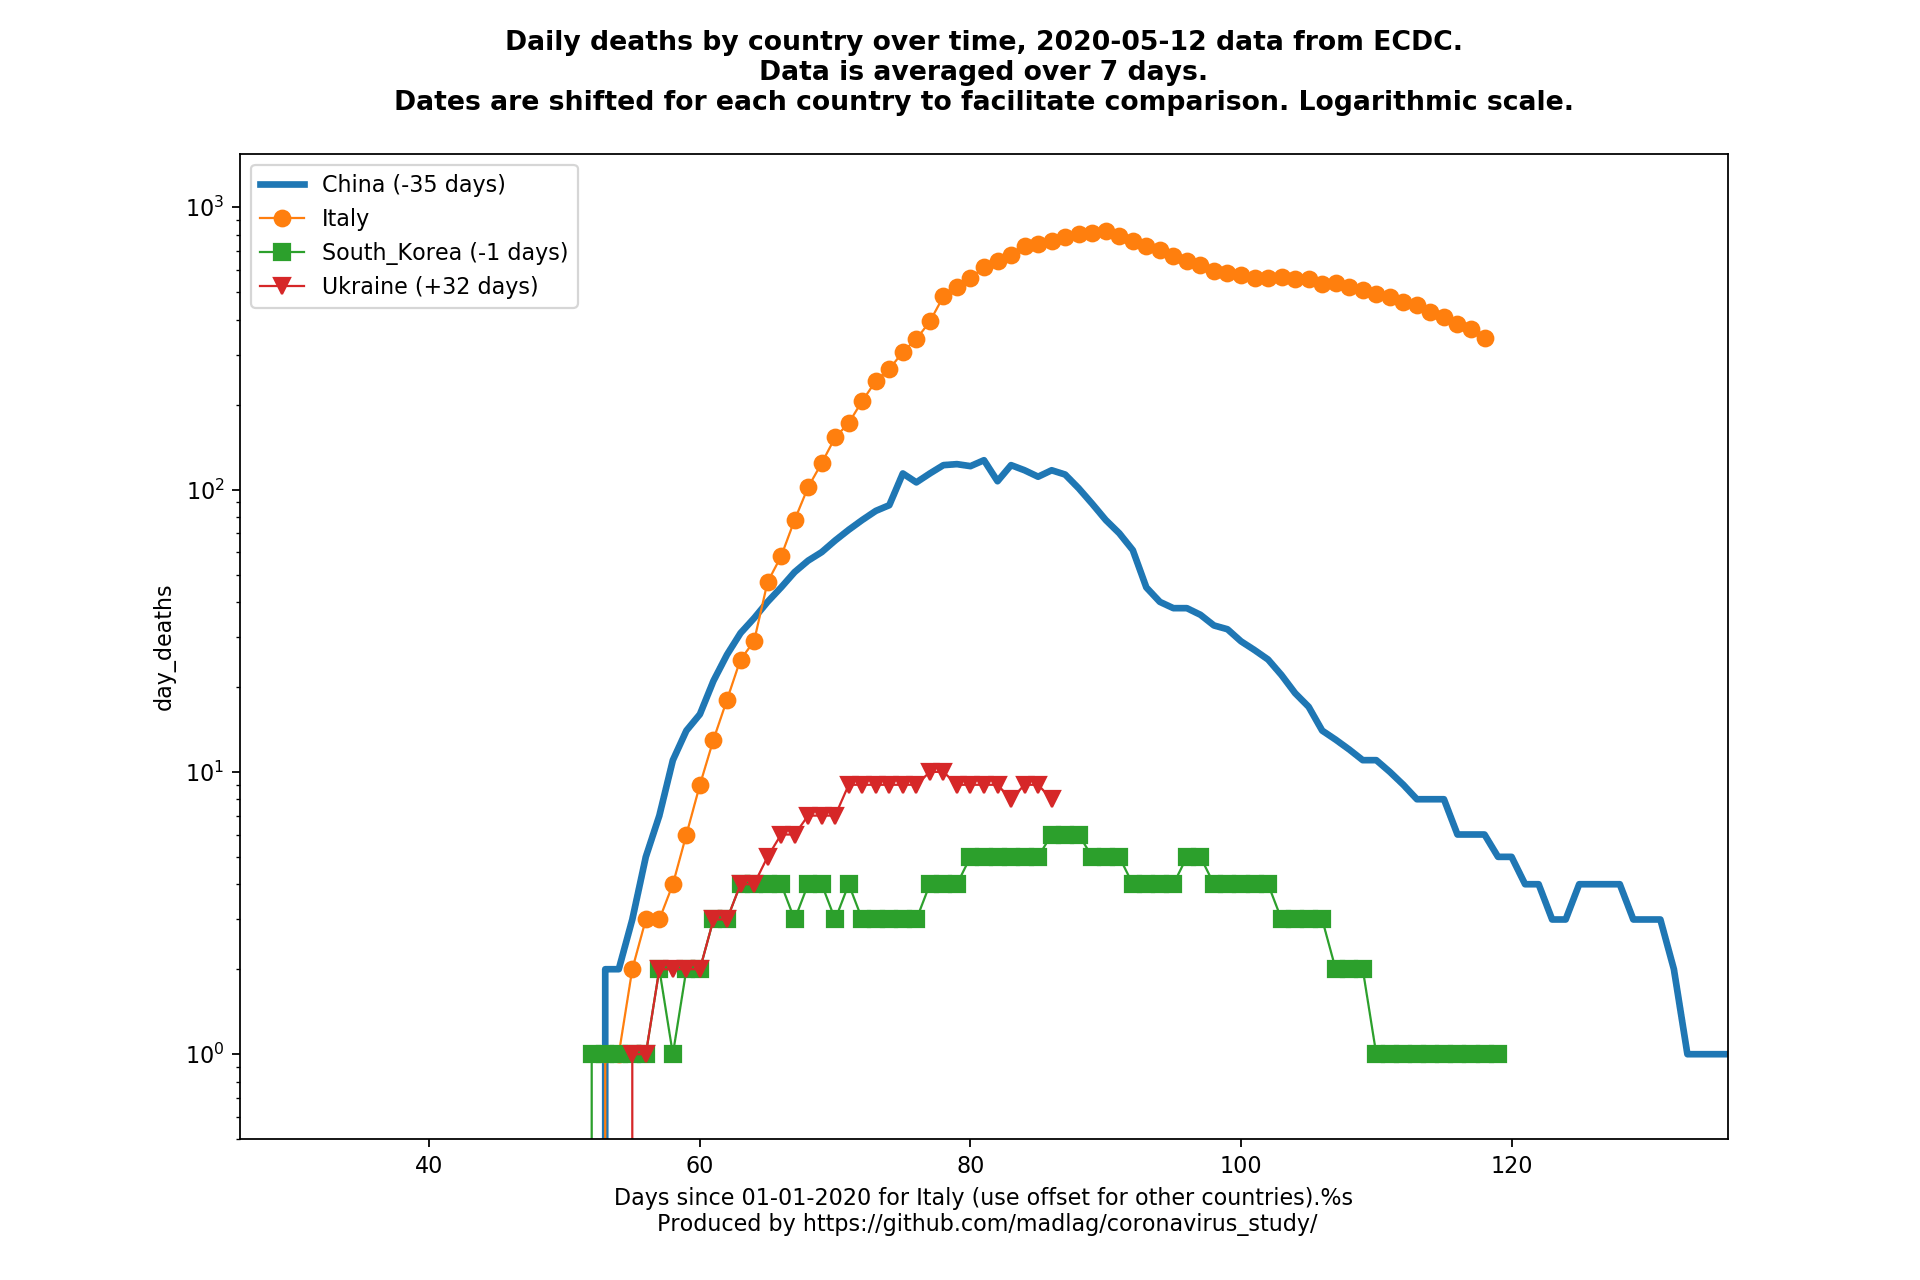 Daily deaths by country over time, 2020-05-12 data from ECDC.
Data is averaged over 7 days.
Dates are shifted for each country to facilitate comparison. Logarithmic scale.
China (-35 days)
Italy
South_Korea (-1 days)
Ukraine (+32 days)
10³
10²
10¹
10⁰
day_deaths
40 60 80 100 120
Days since 01-01-2020 for Italy (use offset for other countries).%s
Produced by https://github.com/madlag/coronavirus_study/